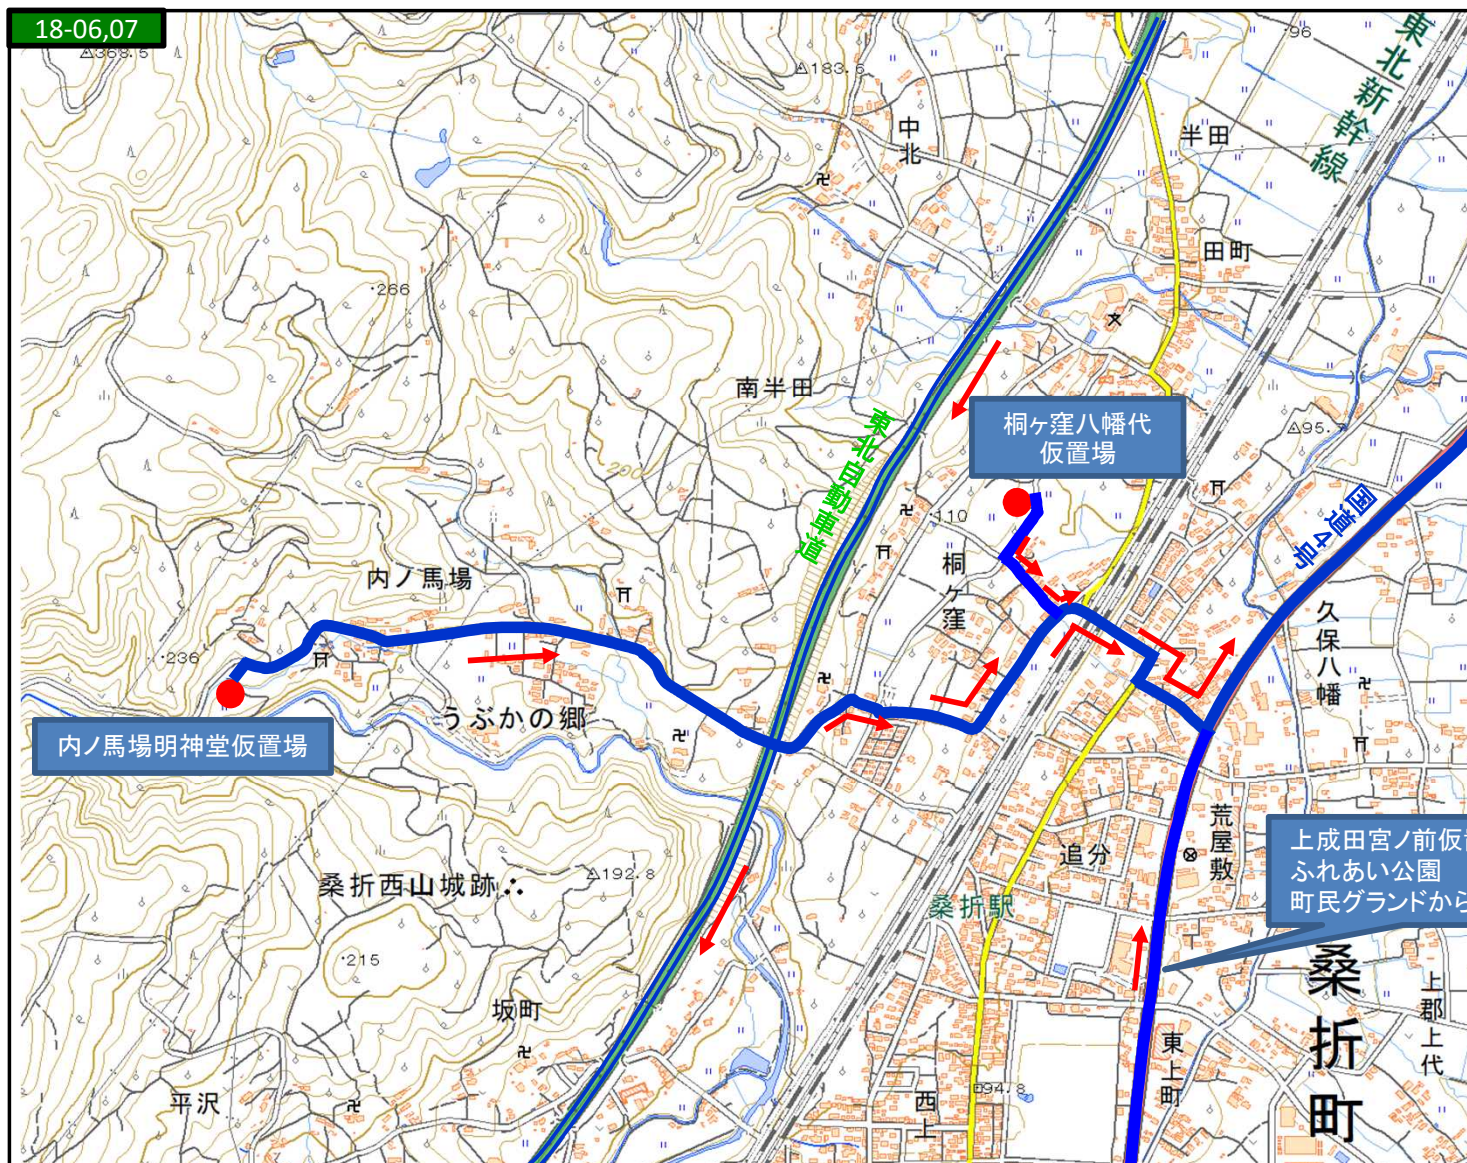 18-06,07
368.5
183.6
96
東北新幹線
中北
半田
田町
266
南半田
東北自動車道
200
桐ヶ窪八幡代
仮置場
95.7
国道4号
110
桐ヶ窪
内ノ馬場
久保八幡
236
うぶかの郷
内ノ馬場明神堂仮置場
荒屋敷
追分
上成田宮ノ前仮
ふれあい公園
町民グランドから
桑折西山城跡
192.8
桑折駅
215
坂町
桑折町
上郡上代
東上町
94.8
西上
平沢